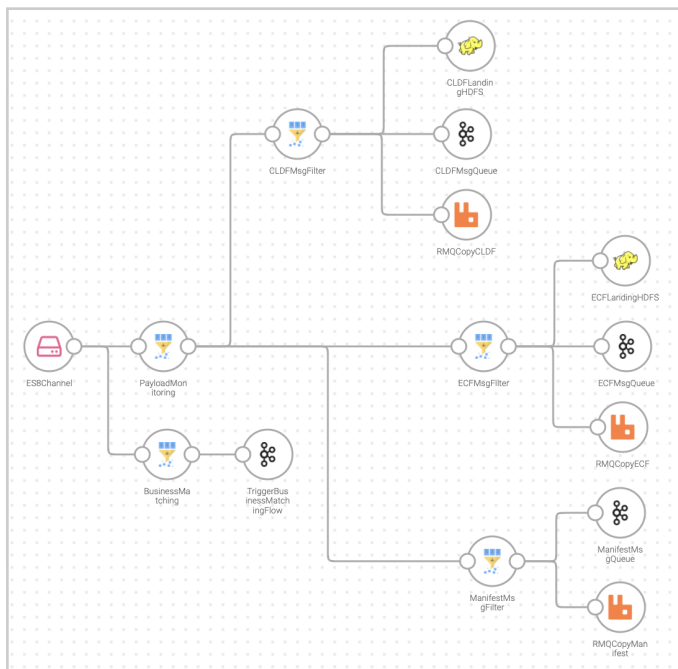 CLDFLandin
gHDFS
CLDFMsgFilter
CLDFMsgQueue
RMQCopyCLDF
ECFLandingHDFS
ESBChannel
PayloadMon
itoring
ECFMsgFilter
ECFMsgQueue
BusinessMa
tching
TriggerBus
inessMatch
ingFlow
RMQCopyECF
ManifestMs
gQueue
ManifestMs
gFilter
RMQCopyMan
ifest